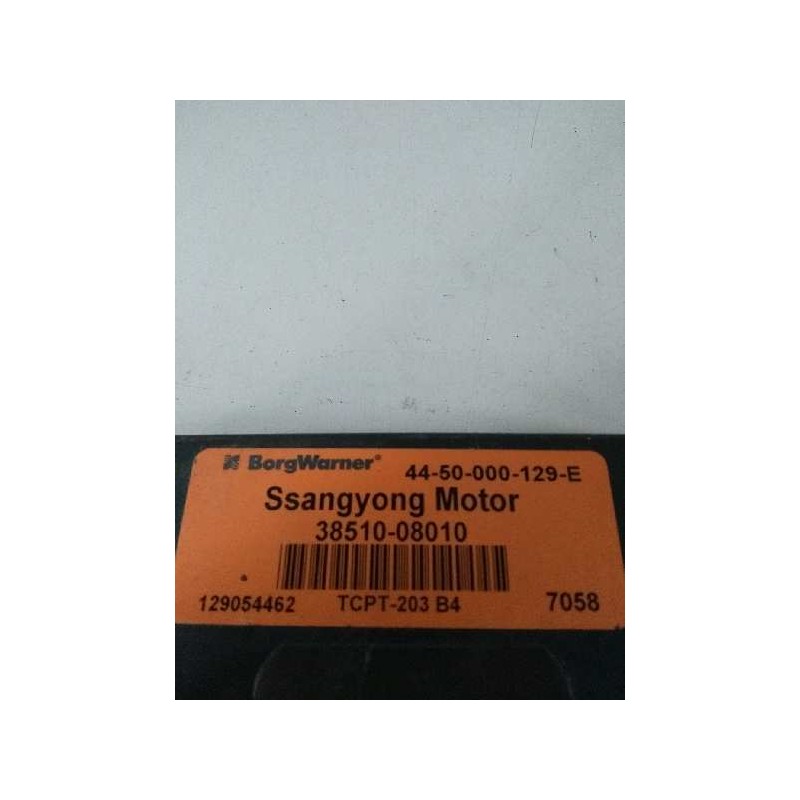 BorgWarner® 44-50-000-129-E
Ssangyong Motor
38510-08010
129054462 TCPT-203 B4 7058